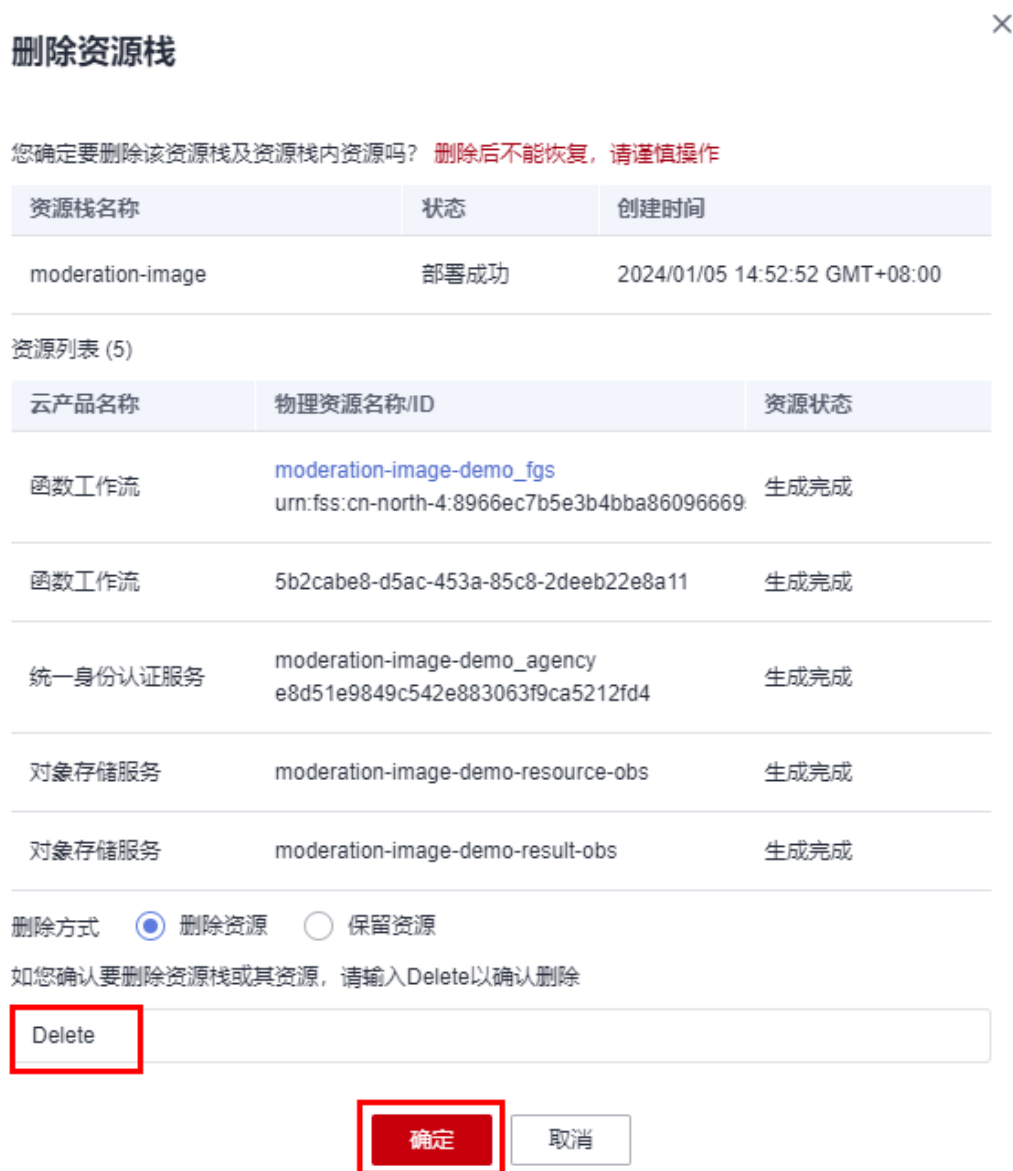 删除资源栈
您确定要删除该资源栈及资源栈内资源吗？ 删除后不能恢复，请谨慎操作
资源栈名称 状态 创建时间
moderation-image 部署成功 2024/01/05 14:52:52 GMT+08:00
资源列表 (5)
云产品名称 物理资源名称/ID 资源状态
函数工作流 moderation-image-demo_fgs 生成完成
urn:fss:cn-north-4:8966ec7b5e3b4bba86096669
函数工作流 5b2cabe8-d5ac-453a-85c8-2deeb22e8a11 生成完成
统一身份认证服务 moderation-image-demo_agency 生成完成
e8d51e9849c542e883063f9ca5212fd4
对象存储服务 moderation-image-demo-resource-obs 生成完成
对象存储服务 moderation-image-demo-result-obs 生成完成
删除方式 删除资源 保留资源
如您确认要删除资源栈或其资源，请输入Delete以确认删除
Delete
确定 取消